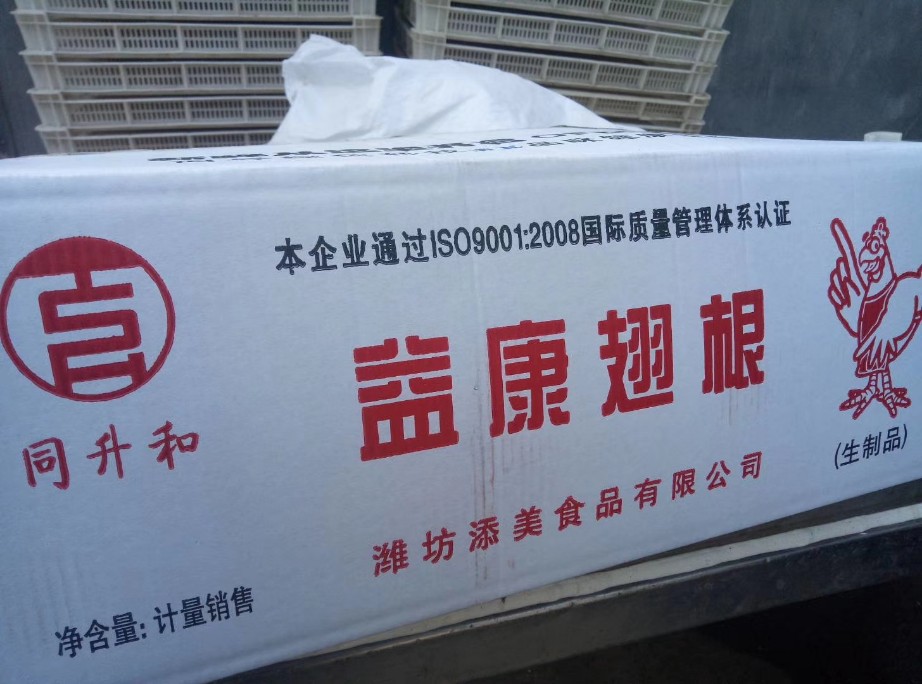 本企业通过ISO9001:2008国际质量管理体系认证
益康翅根
同升和
(生制品)
潍坊添美食品有限公司
净含量:计量销售